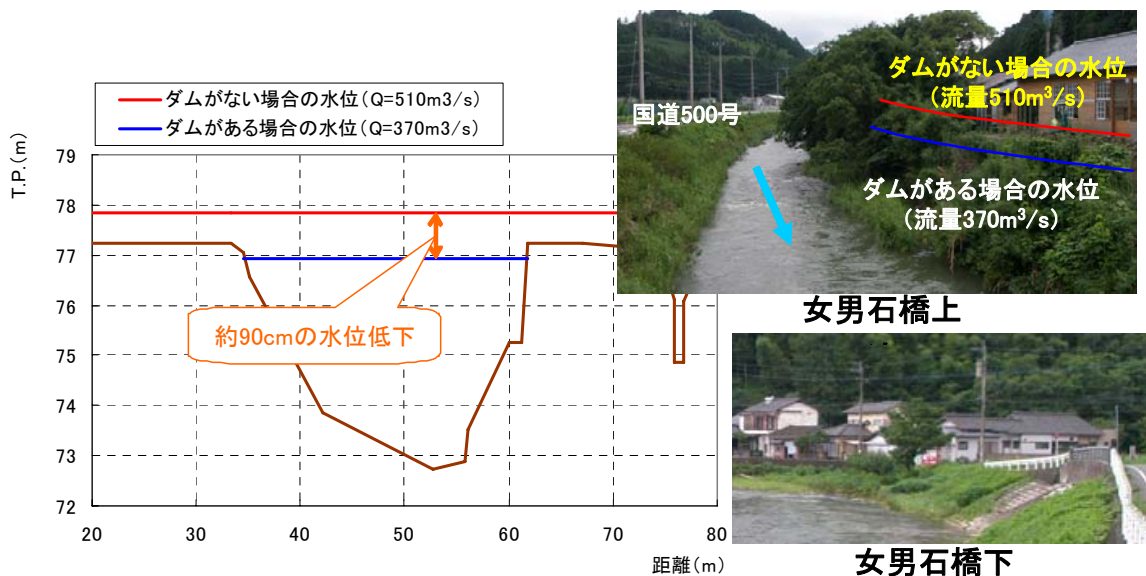 ダムがない場合の水位(Q=510m3/s)
ダムがある場合の水位(Q=370m3/s)
T.P.(m)
79
78
77
76
75
74
73
72
20
30
40
50
60
70
80
距離(m)
約90cmの水位低下
国道500号
ダムがない場合の水位
(流量510m³/s)
ダムがある場合の水位
(流量370m³/s)
女男石橋上
女男石橋下